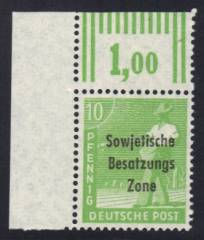 1,00
10
PFENNIG
Sowjetische
Besatzungs
Zone
DEUTSCHE POST